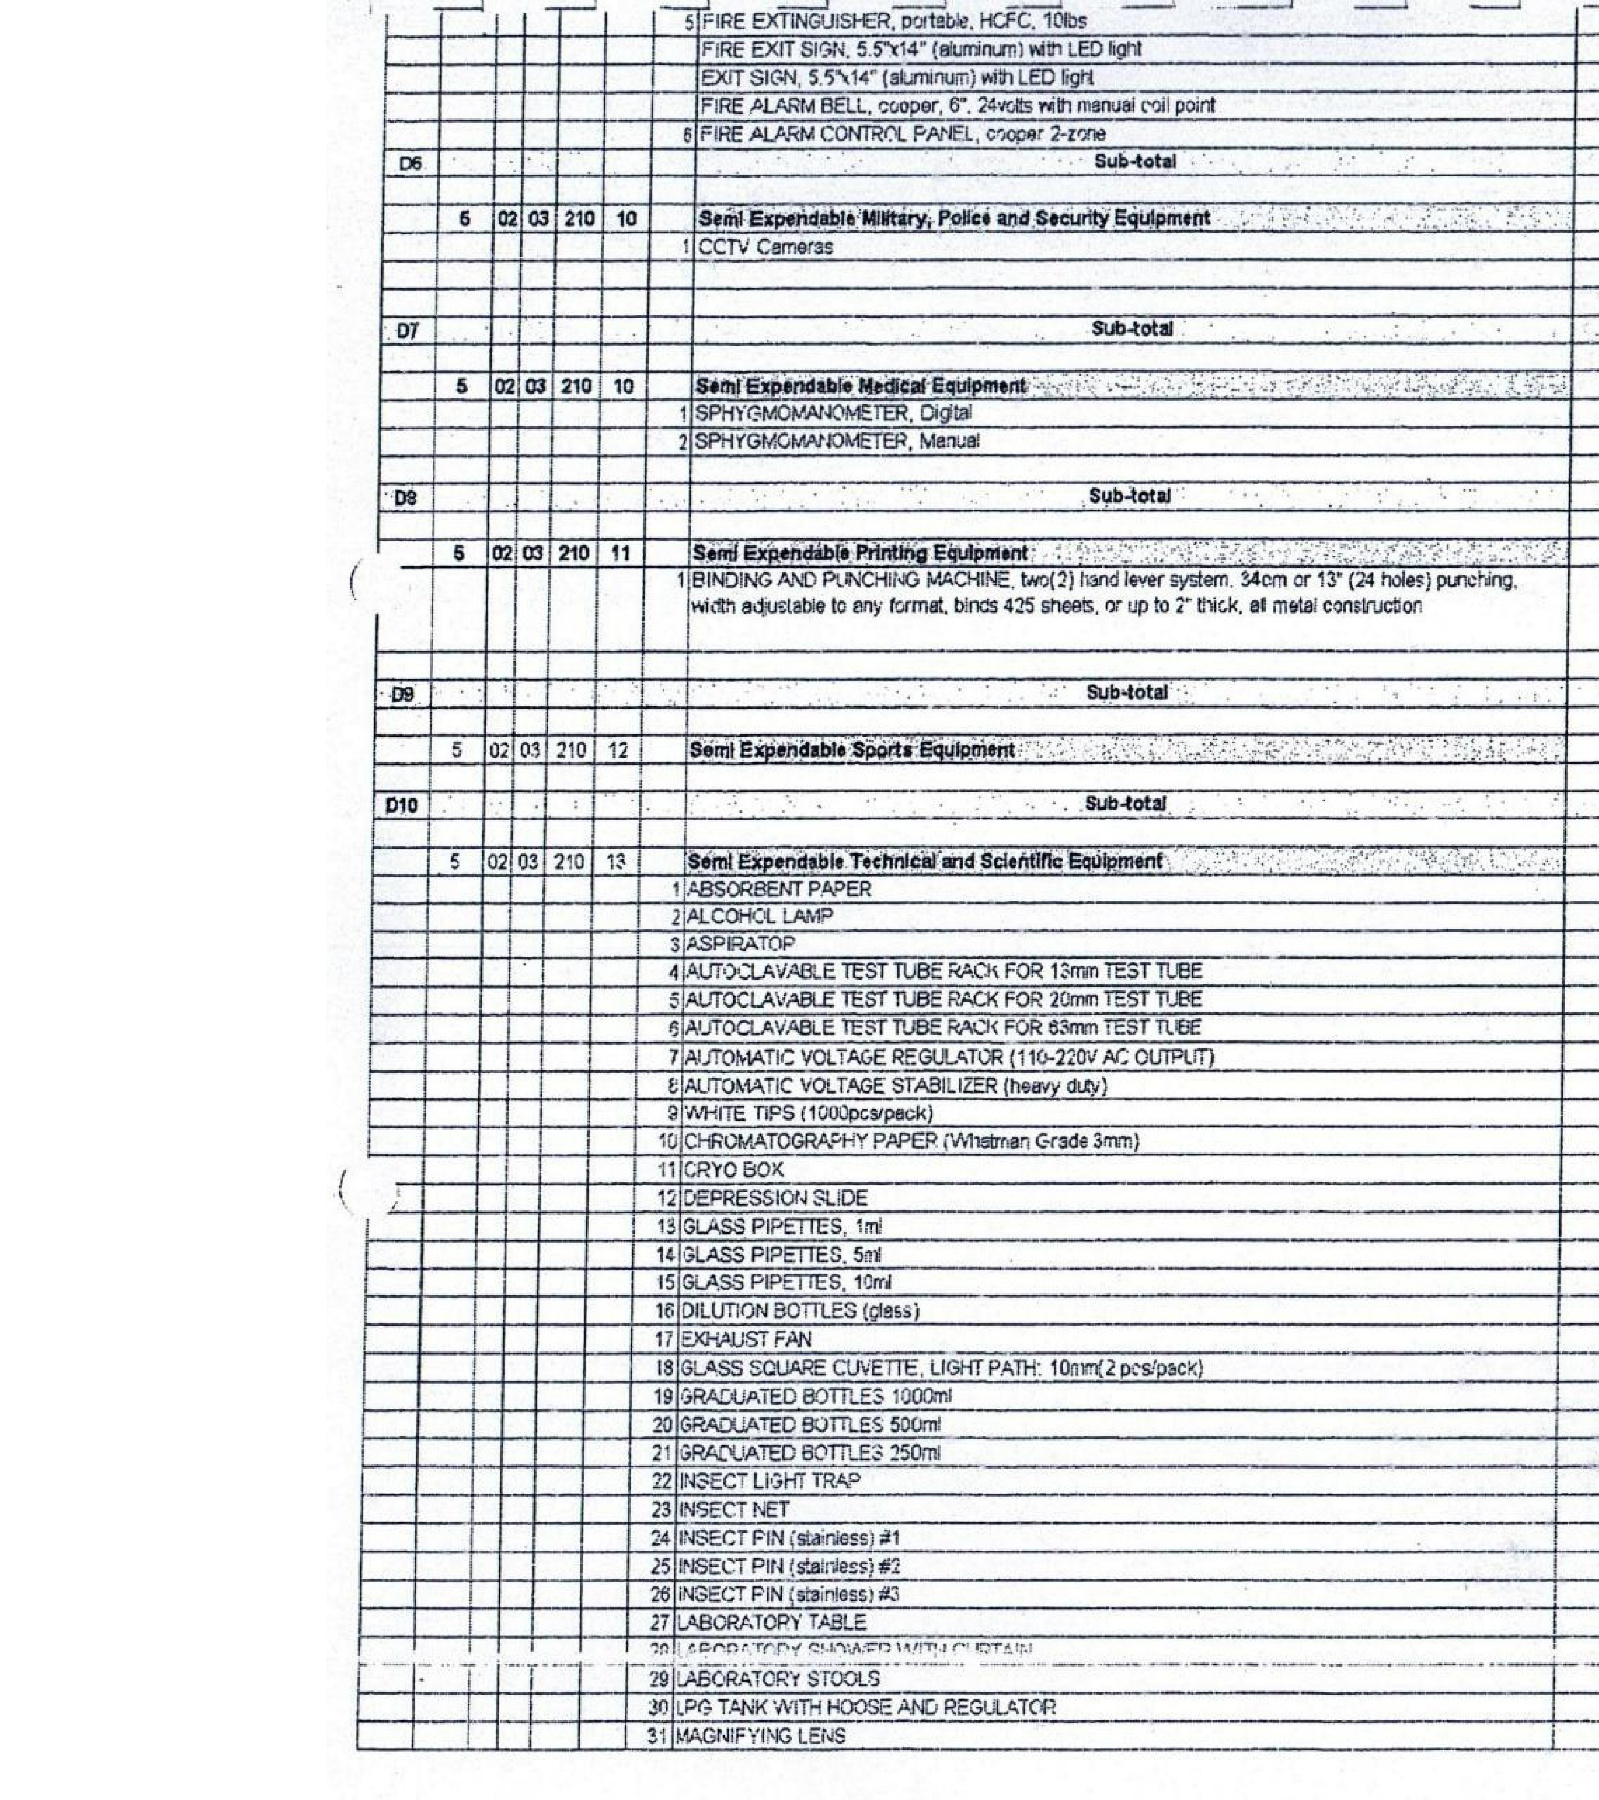 5 FIRE EXTINGUISHER, portable, HCFC, 10lbs
FIRE EXIT SIGN, 5.5"x14" (aluminum) with LED light
EXIT SIGN, 5.5"x14" (aluminum) with LED light
FIRE ALARM BELL, cooper, 6", 24volts with manual coil point
6 FIRE ALARM CONTROL PANEL, cooper 2-zone
D6 Sub-total
5 02 03 210 10 Semi Expendable Military, Police and Security Equipment
1 CCTV Cameras
D7 Sub-total
5 02 03 210 10 Semi Expendable Medical Equipment
1 SPHYGMOMANOMETER, Digital
2 SPHYGMOMANOMETER, Manual
D8 Sub-total
5 02 03 210 11 Semi Expendable Printing Equipment
1 BINDING AND PUNCHING MACHINE, two(2) hand lever system, 34cm or 13" (24 holes) punching,
width adjustable to any format, binds 425 sheets, or up to 2" thick, all metal construction
D9 Sub-total
5 02 03 210 12 Semi Expendable Sports Equipment
D10 Sub-total
5 02 03 210 13 Semi Expendable Technical and Scientific Equipment
1 ABSORBENT PAPER
2 ALCOHOL LAMP
3 ASPIRATOP
4 AUTOCLAVABLE TEST TUBE RACK FOR 13mm TEST TUBE
5 AUTOCLAVABLE TEST TUBE RACK FOR 20mm TEST TUBE
6 AUTOCLAVABLE TEST TUBE RACK FOR 63mm TEST TUBE
7 AUTOMATIC VOLTAGE REGULATOR (110-220V AC OUTPUT)
8 AUTOMATIC VOLTAGE STABILIZER (heavy duty)
9 WHITE TIPS (1000pcs/pack)
10 CHROMATOGRAPHY PAPER (Whatman Grade 3mm)
11 CRYO BOX
12 DEPRESSION SLIDE
13 GLASS PIPETTES, 1ml
14 GLASS PIPETTES, 5ml
15 GLASS PIPETTES, 10ml
16 DILUTION BOTTLES (glass)
17 EXHAUST FAN
18 GLASS SQUARE CUVETTE, LIGHT PATH: 10mm(2 pcs/pack)
19 GRADUATED BOTTLES 1000ml
20 GRADUATED BOTTLES 500ml
21 GRADUATED BOTTLES 250ml
22 INSECT LIGHT TRAP
23 INSECT NET
24 INSECT PIN (stainless) #1
25 INSECT PIN (stainless) #2
26 INSECT PIN (stainless) #3
27 LABORATORY TABLE
28 LABORATORY SHOWER WITH CURTAIN
29 LABORATORY STOOLS
30 LPG TANK WITH HOOSE AND REGULATOR
31 MAGNIFYING LENS